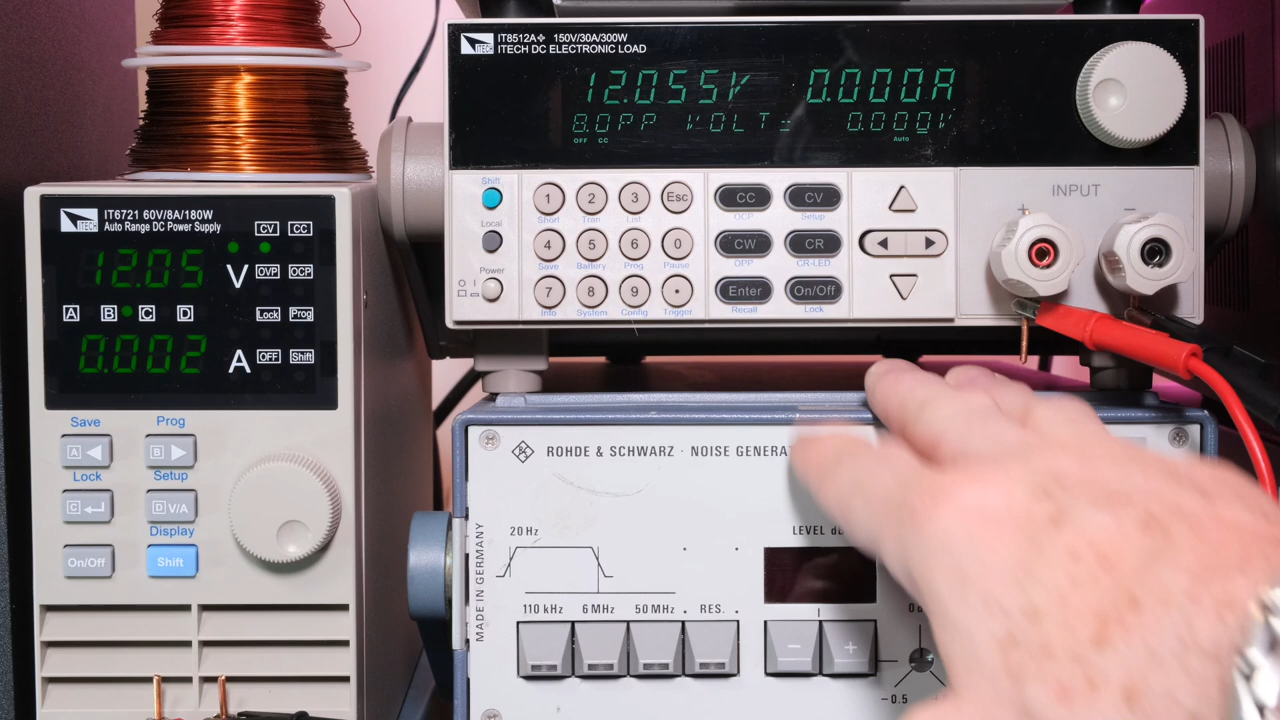 ITECH
IT8512A+ 150V/30A/300W
ITECH DC ELECTRONIC LOAD
12.055V 0.000A
0.000V
OFF CC
Auto
Shift
Local
Power
1 2 3 Esc
Short Tran List
4 5 6 0
Save Battery Prog Pause
7 8 9 •
Info System Config Trigger
CC CV
OCP Setup
CW CR
OPP CR-LED
Enter On/Off
Recall Lock
INPUT
+ −
ITECH
IT6721 60V/8A/180W
Auto Range DC Power Supply
CV CC
12.05 V
OVP OCP
A B C D
Lock Prog
0.002 A
OFF Shift
Save Prog
A B
Lock Setup
C D V/A
Display
On/Off Shift
ROHDE & SCHWARZ · NOISE GENERAT
MADE IN GERMANY
20 Hz
110 kHz 6 MHz 50 MHz RES.
LEVEL
− +
−0.5